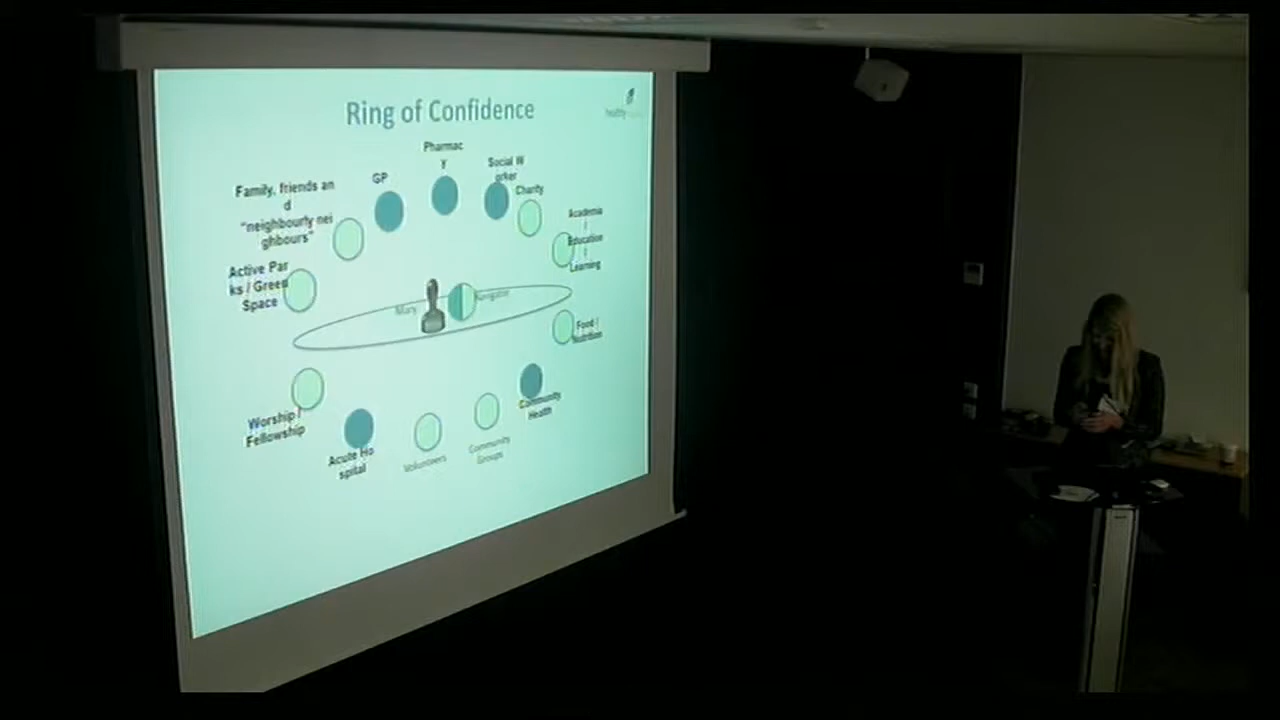 Ring of Confidence
healthy
Pharmac
y
Social W
orker
GP
Charity
Family, friends an
d
"neighbourly nei
ghbours"
Academia
/
Education
/
Learning
Active Par
ks / Green
Space
Mary
Navigator
Food /
Nutrition
Community
Health
Worship /
Fellowship
Acute Ho
spital
Volunteers
Community
Groups